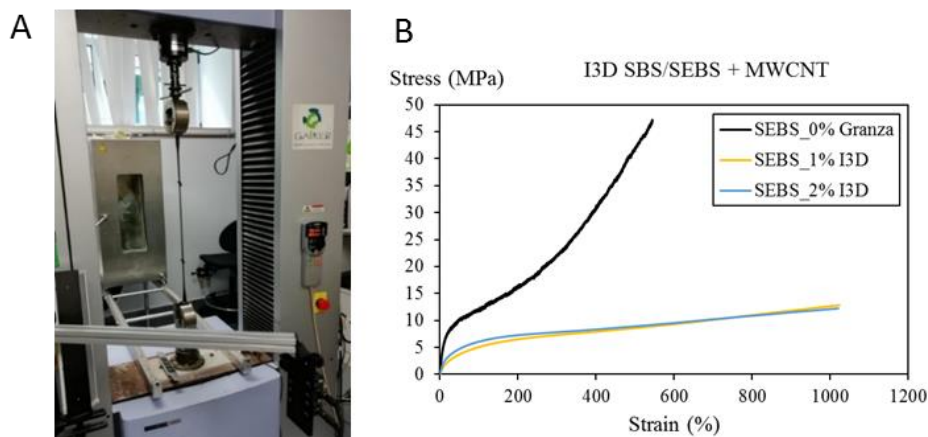 A
B
I3D SBS/SEBS + MWCNT
Stress (MPa)
50
45
40
35
30
25
20
15
10
5
0
SEBS_0% Granza
SEBS_1% I3D
SEBS_2% I3D
0 200 400 600 800 1000 1200
Strain (%)
GAIKER